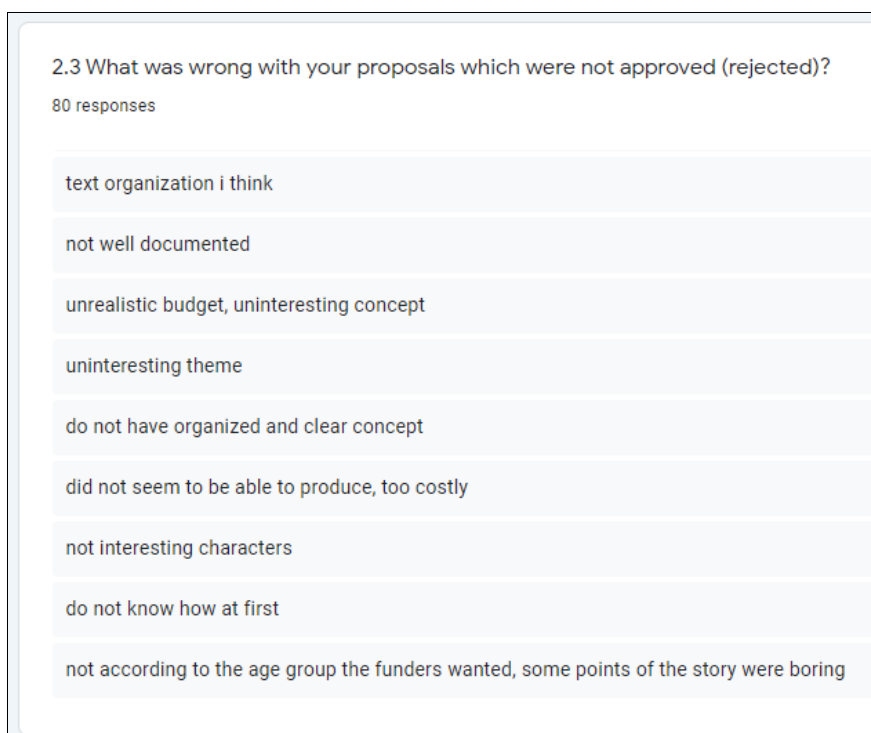 2.3 What was wrong with your proposals which were not approved (rejected)?
80 responses
text organization i think
not well documented
unrealistic budget, uninteresting concept
uninteresting theme
do not have organized and clear concept
did not seem to be able to produce, too costly
not interesting characters
do not know how at first
not according to the age group the funders wanted, some points of the story were boring